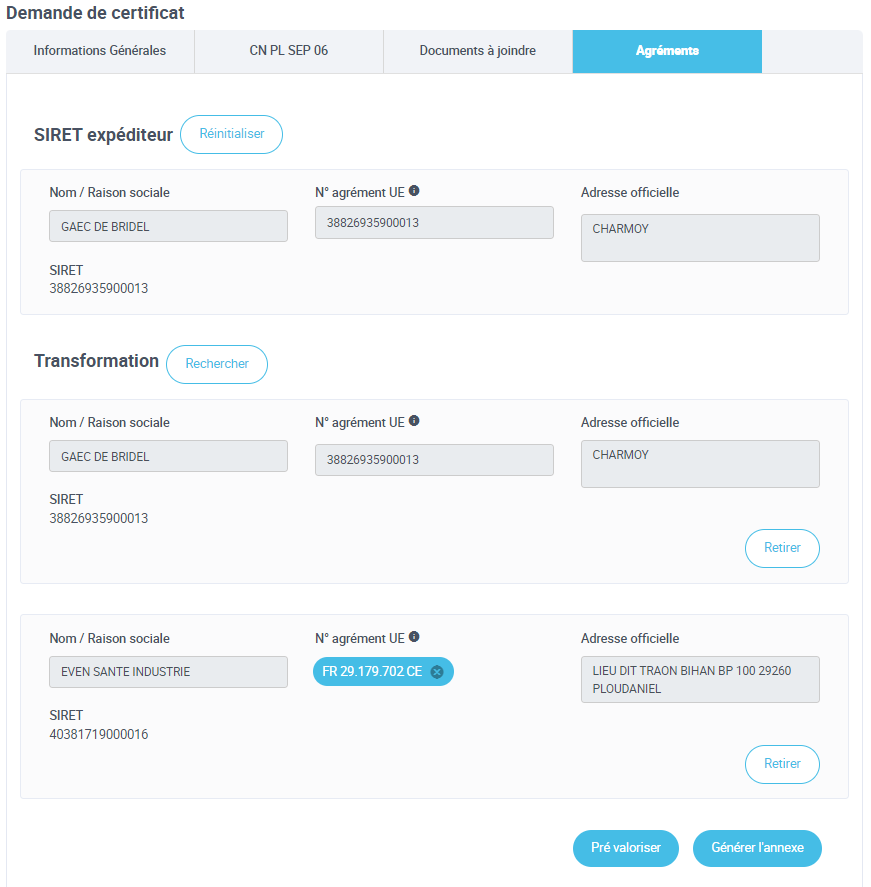 Demande de certificat
Informations Générales
CN PL SEP 06
Documents à joindre
Agréments
SIRET expéditeur
Réinitialiser
Nom / Raison sociale
N° agrément UE
Adresse officielle
GAEC DE BRIDEL
38826935900013
CHARMOY
SIRET
38826935900013
Transformation
Rechercher
Nom / Raison sociale
N° agrément UE
Adresse officielle
GAEC DE BRIDEL
38826935900013
CHARMOY
SIRET
38826935900013
Retirer
Nom / Raison sociale
N° agrément UE
Adresse officielle
EVEN SANTE INDUSTRIE
FR 29.179.702 CE
LIEU DIT TRAON BIHAN BP 100 29260
PLOUDANIEL
SIRET
40381719000016
Retirer
Pré valoriser
Générer l'annexe